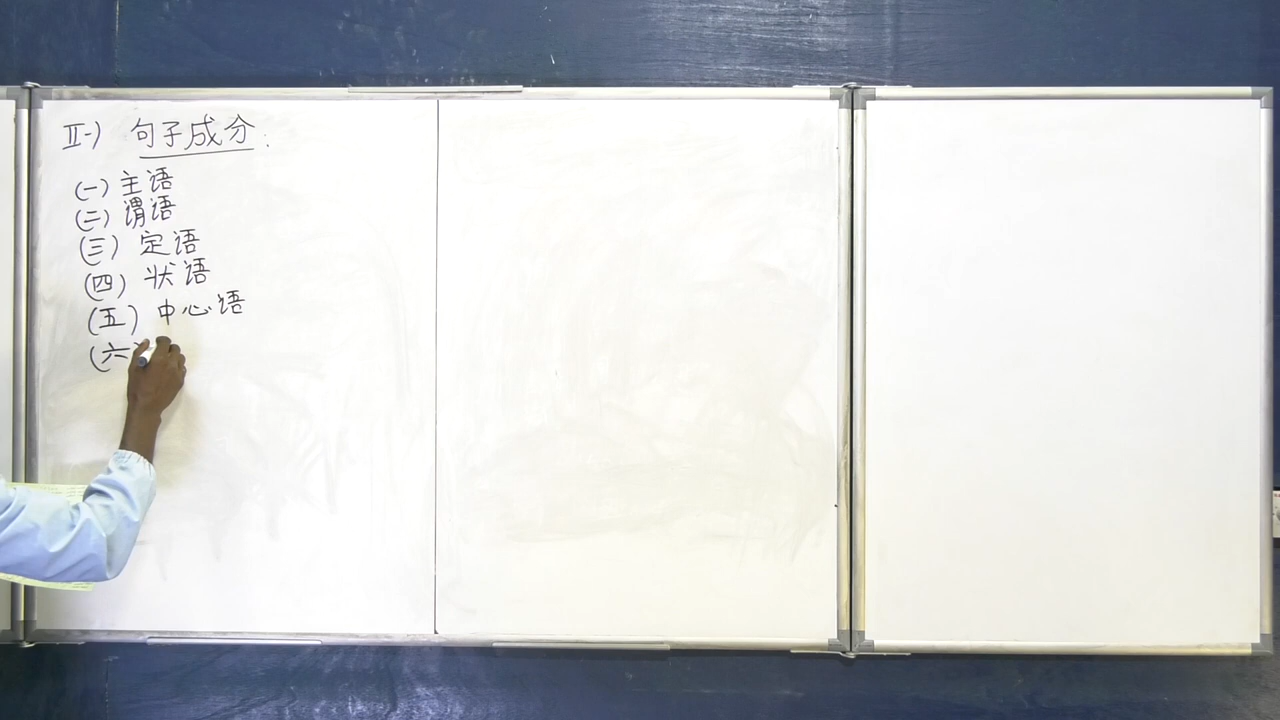 II-) 句子成分:
(一) 主语
(二) 谓语
(三) 定语
(四) 状语
(五) 中心语
(六)